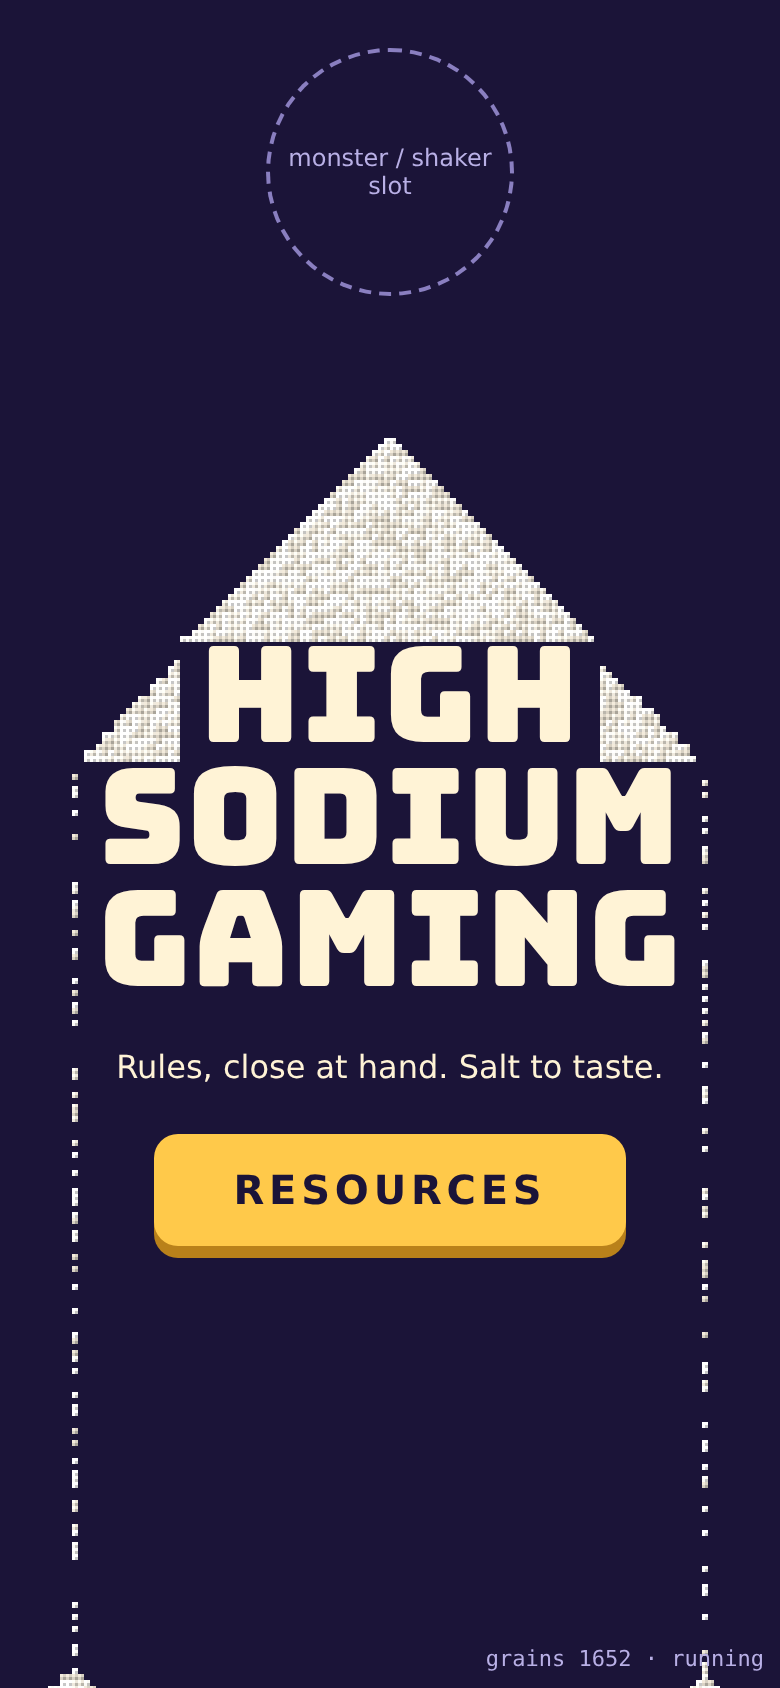 monster / shaker
slot
HIGH
SODIUM
GAMING
Rules, close at hand. Salt to taste.
RESOURCES
grains 1652 · running